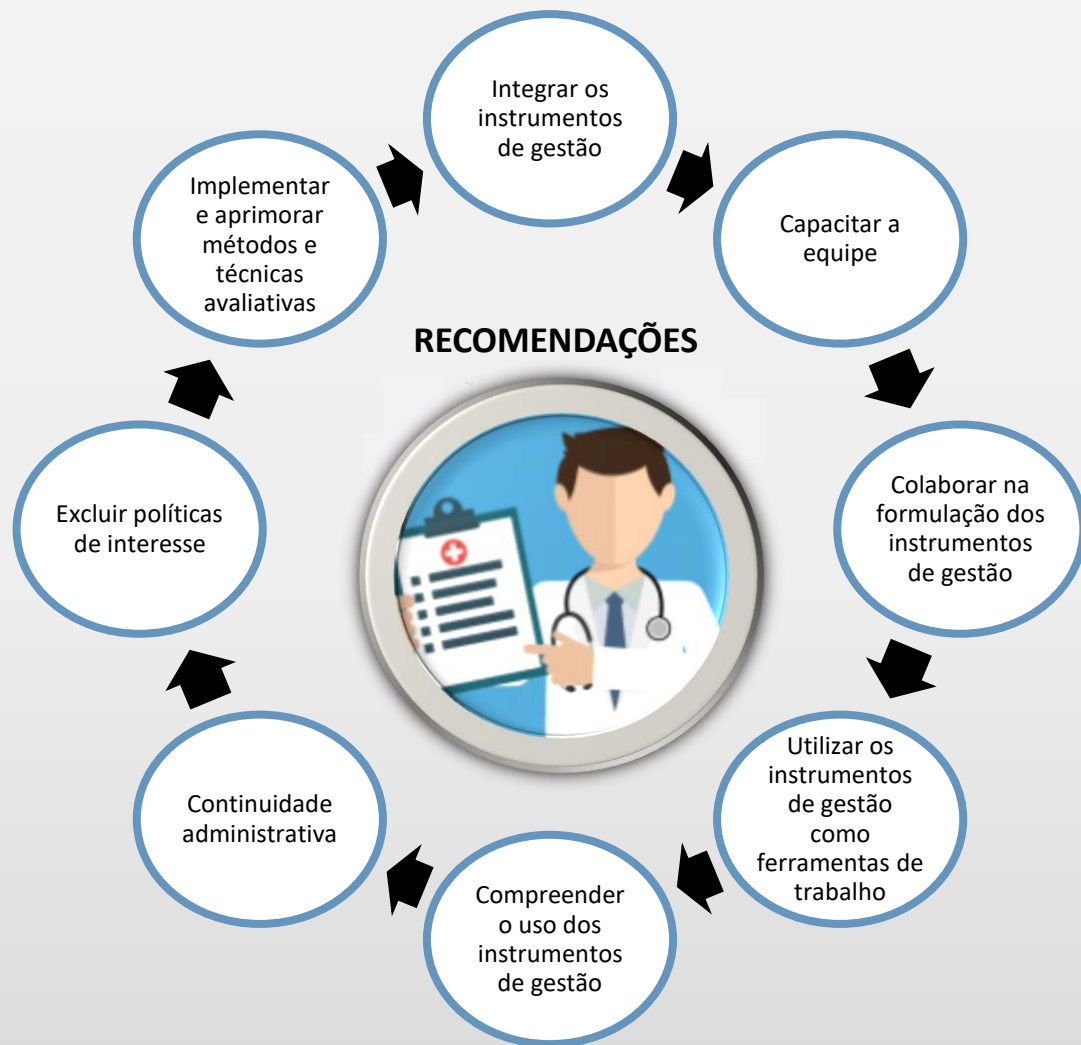 Integrar os
instrumentos
de gestão
Capacitar a
equipe
Colaborar na
formulação dos
instrumentos
de gestão
Utilizar os
instrumentos
de gestão
como
ferramentas de
trabalho
Compreender
o uso dos
instrumentos
de gestão
Continuidade
administrativa
Excluir políticas
de interesse
Implementar
e aprimorar
métodos e
técnicas
avaliativas
RECOMENDAÇÕES